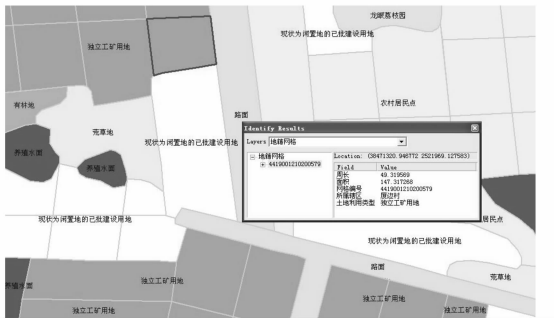 龙眼荔枝园
现状为闲置地的已批建设用地
独立工矿用地
有林地
农村居民点
路面
荒草地
现状为闲置地的已批建设用地
养殖水面
养殖水面
Identify Results
Layers 地籍网格
地籍网格
4419001210200579
Location: (38471320.946772 2521969.127583)
Field Value
周长 49.319569
面积 147.317268
网格编号 4419001210200579
所属辖区 厦边村
土地利用类型 独立工矿用地
现状为闲置地的已批建设用地
居民点
现状为闲置地的已批建设用地
路面
荒草地
养殖水面
独立工矿用地
独立工矿用地
独立工矿用地
独立工矿用地